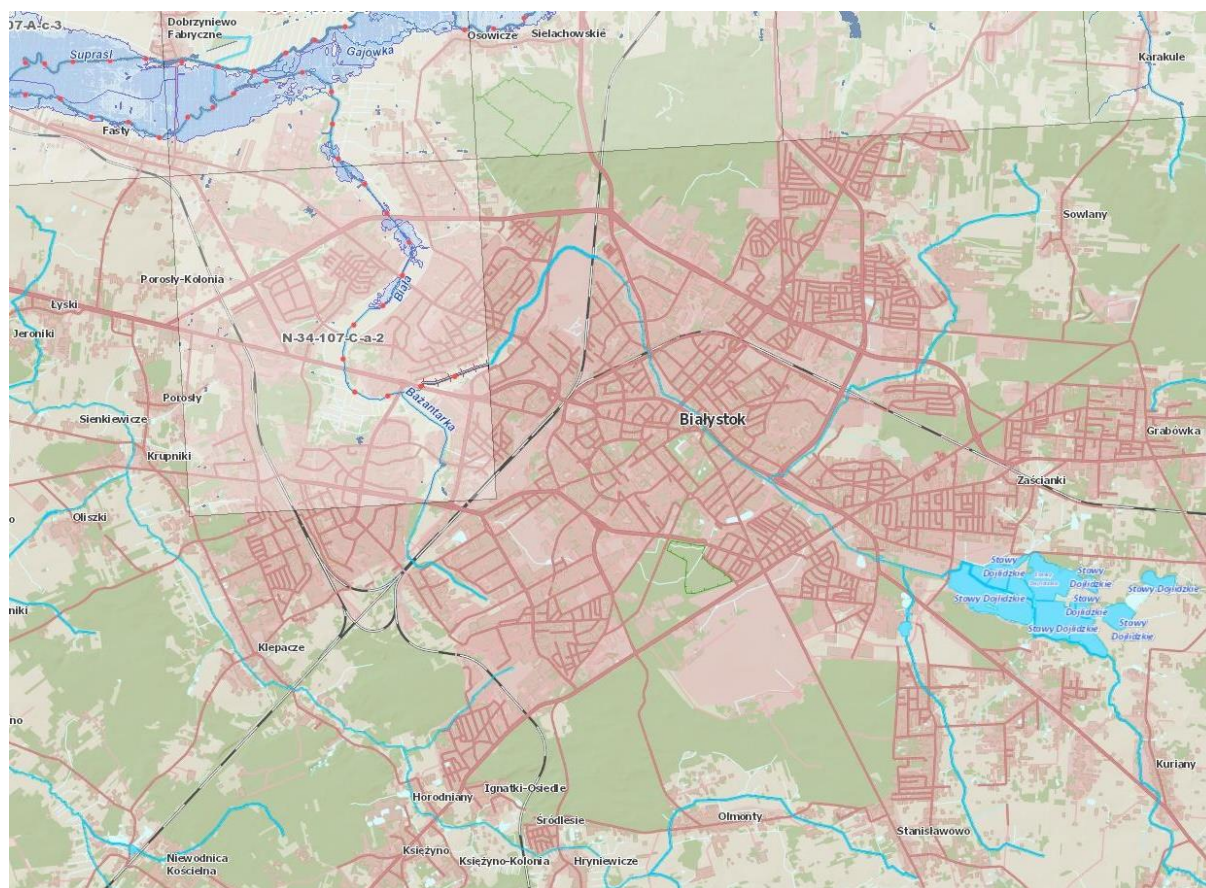 07-A-c-3
Dobrzyniewo
Fabryczne
Osowicze
Sielachowskie
Supraśl
Gajówka
Karakule
Fasty
Sowlany
Porosły-Kolonia
Biała
Łyski
Jeroniki
N-34-107-C-a-2
Bażantarka
Porosły
Sienkiewicze
Białystok
Grabówka
Krupniki
Zaścianki
Oliszki
Stawy
Dojlidzkie
Stawy
Dojlidzkie
Stawy Dojlidzkie
Stawy
Dojlidzkie
Stawy
Dojlidzkie
Stawy Dojlidzkie
niki
Klepacze
no
Kuriany
Horodniany
Ignatki-Osiedle
Śródlesie
Olmonty
Stanisławowo
Niewodnica
Kościelna
Księżyno
Księżyno-Kolonia
Hryniewicze